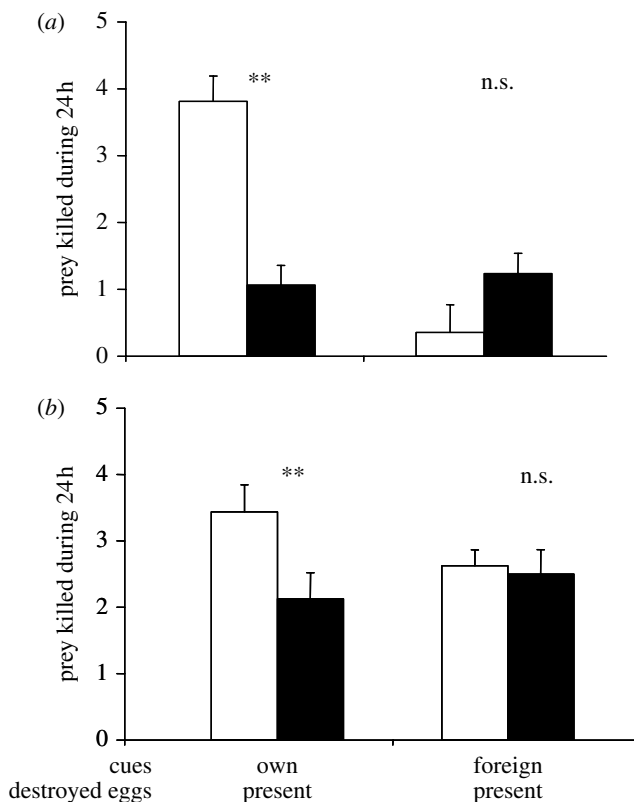 (a)
prey killed during 24h
5
4
3
2
1
0
**
n.s.
(b)
prey killed during 24h
5
4
3
2
1
0
**
n.s.
cues own foreign
destroyed eggs present present